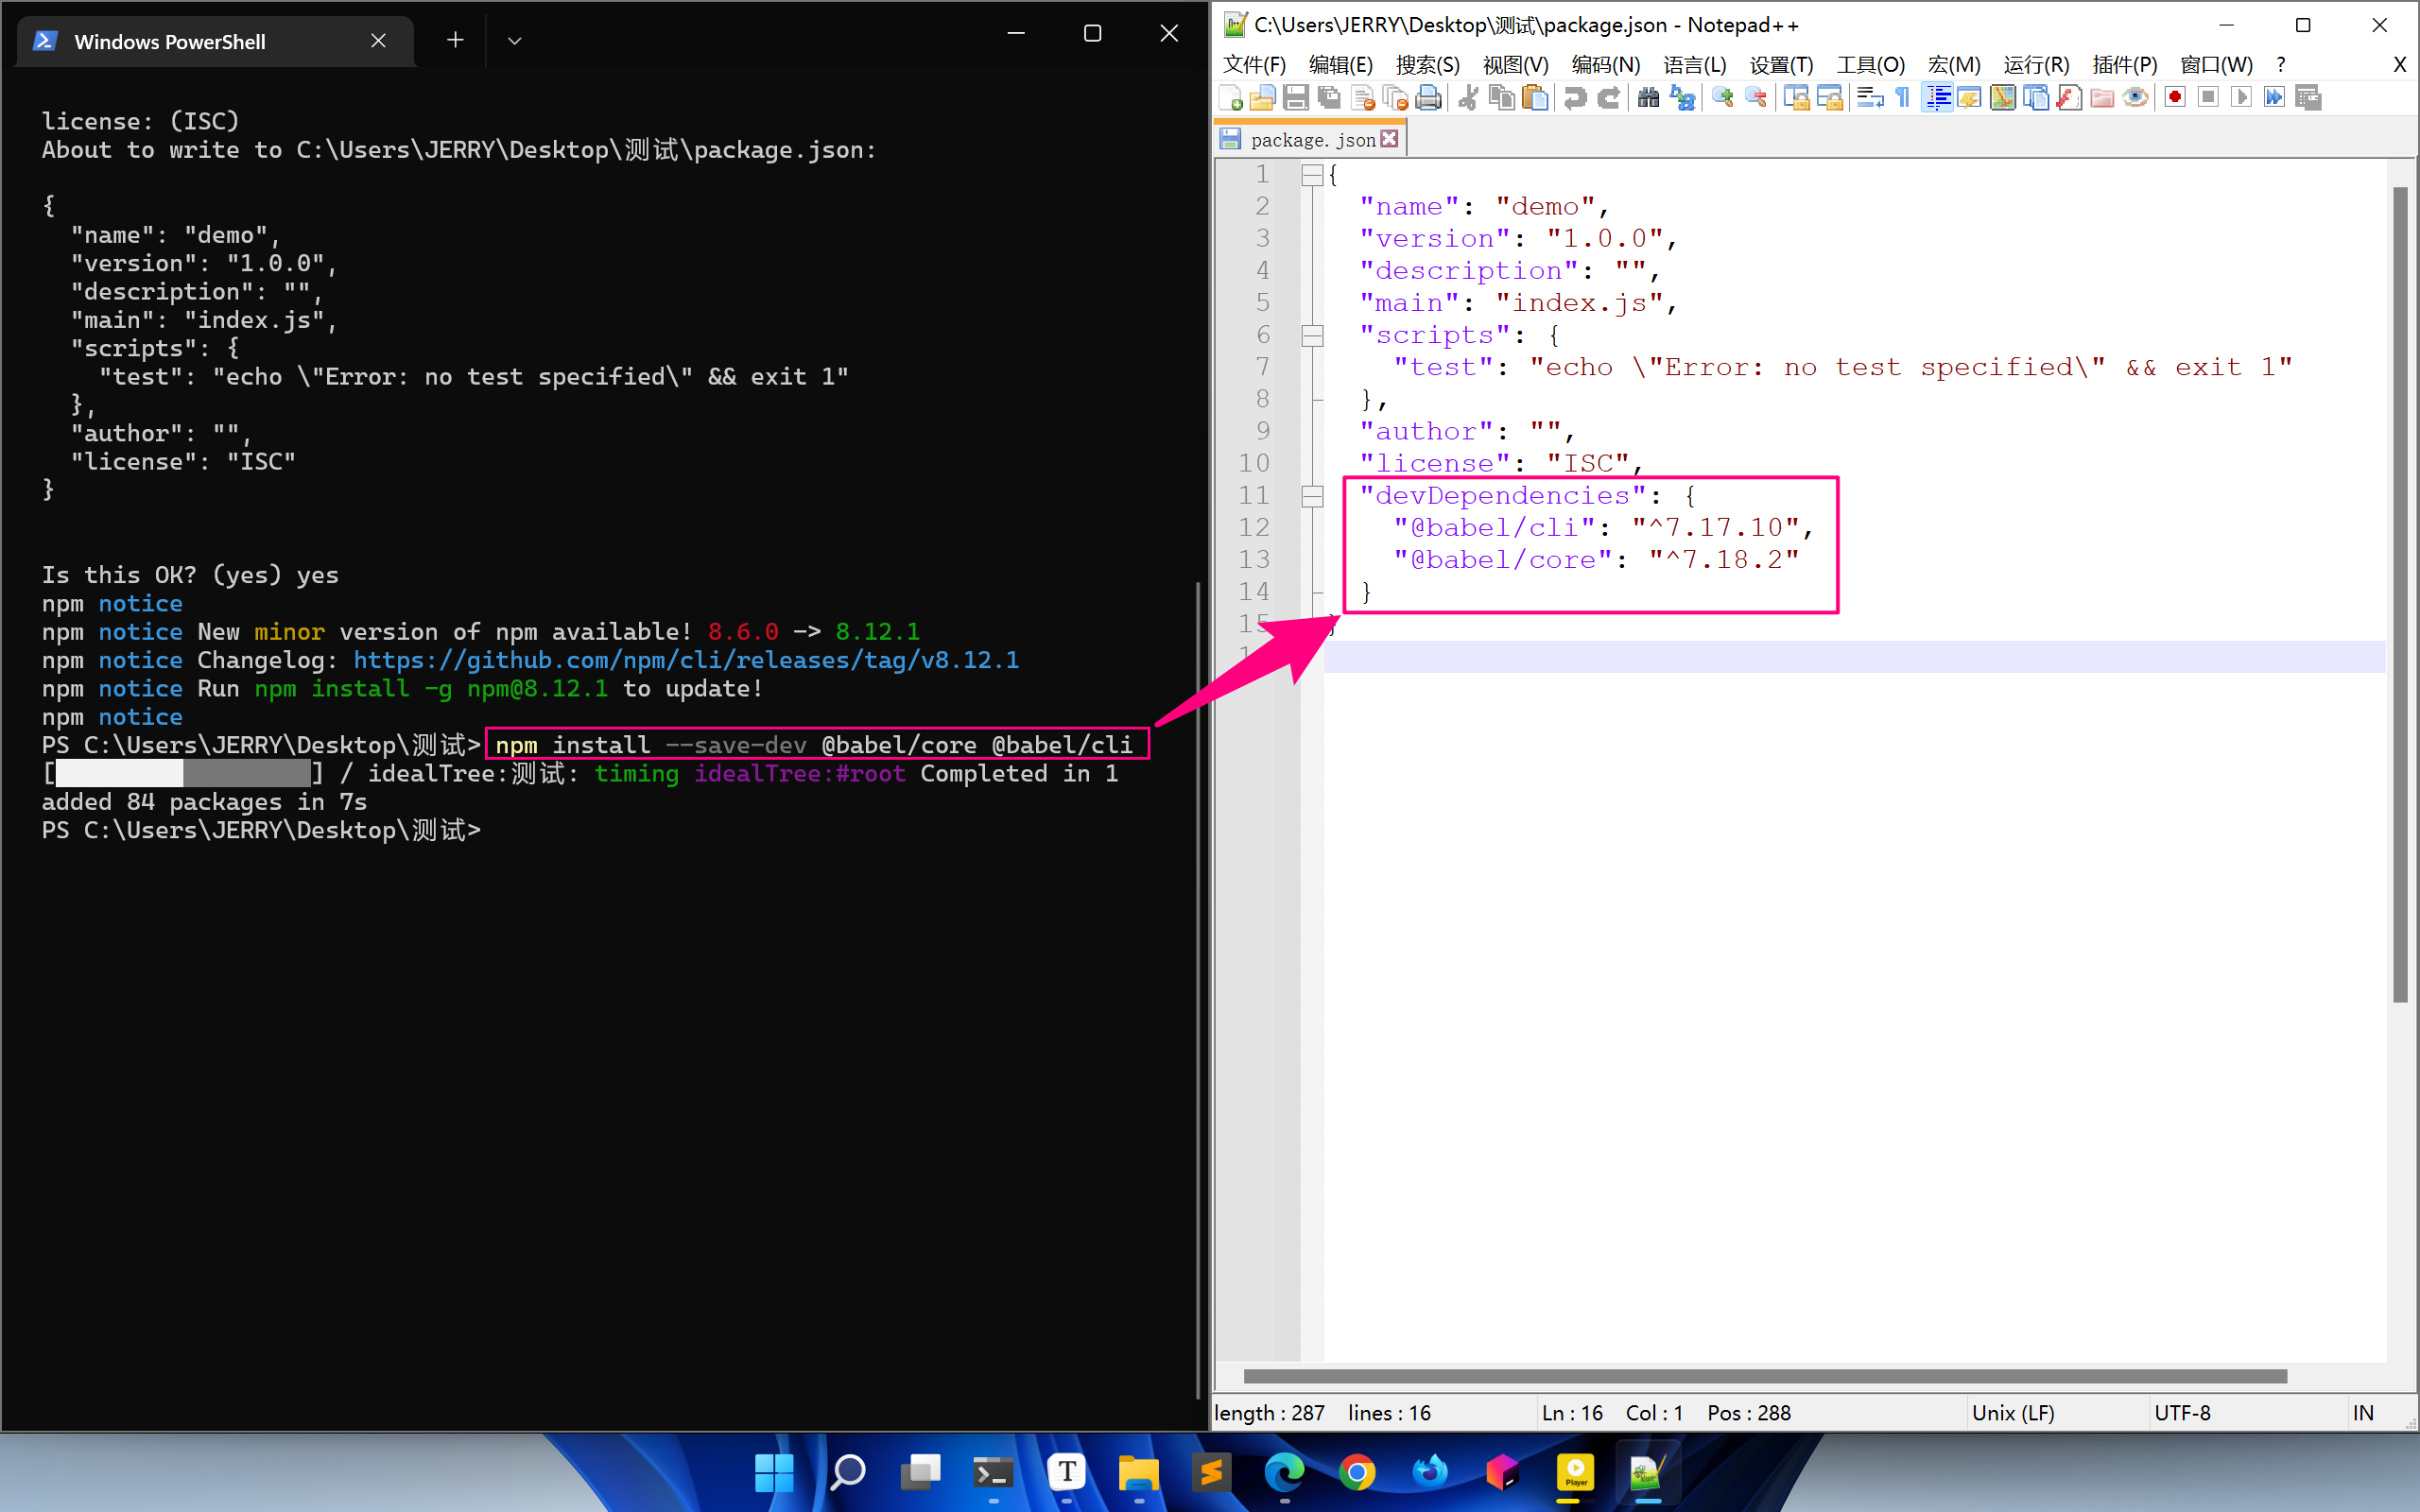 Windows PowerShell
license: (ISC)
About to write to C:\Users\JERRY\Desktop\测试\package.json:
{
"name": "demo",
"version": "1.0.0",
"description": "",
"main": "index.js",
"scripts": {
"test": "echo \"Error: no test specified\" && exit 1"
},
"author": "",
"license": "ISC"
}
Is this OK? (yes) yes
npm notice
npm notice New minor version of npm available! 8.6.0 -> 8.12.1
npm notice Changelog: https://github.com/npm/cli/releases/tag/v8.12.1
npm notice Run npm install -g npm@8.12.1 to update!
npm notice
PS C:\Users\JERRY\Desktop\测试> npm install --save-dev @babel/core @babel/cli
[ ] / idealTree:测试: timing idealTree:#root Completed in 1
added 84 packages in 7s
PS C:\Users\JERRY\Desktop\测试>
C:\Users\JERRY\Desktop\测试\package.json - Notepad++
文件(F) 编辑(E) 搜索(S) 视图(V) 编码(N) 语言(L) 设置(T) 工具(O) 宏(M) 运行(R) 插件(P) 窗口(W) ? X
package.json
1 {
2 "name": "demo",
3 "version": "1.0.0",
4 "description": "",
5 "main": "index.js",
6 "scripts": {
7 "test": "echo \"Error: no test specified\" && exit 1"
8 },
9 "author": "",
10 "license": "ISC",
11 "devDependencies": {
12 "@babel/cli": "^7.17.10",
13 "@babel/core": "^7.18.2"
14 }
15 }
length : 287 lines : 16 Ln : 16 Col : 1 Pos : 288 Unix (LF) UTF-8 IN
T
Player